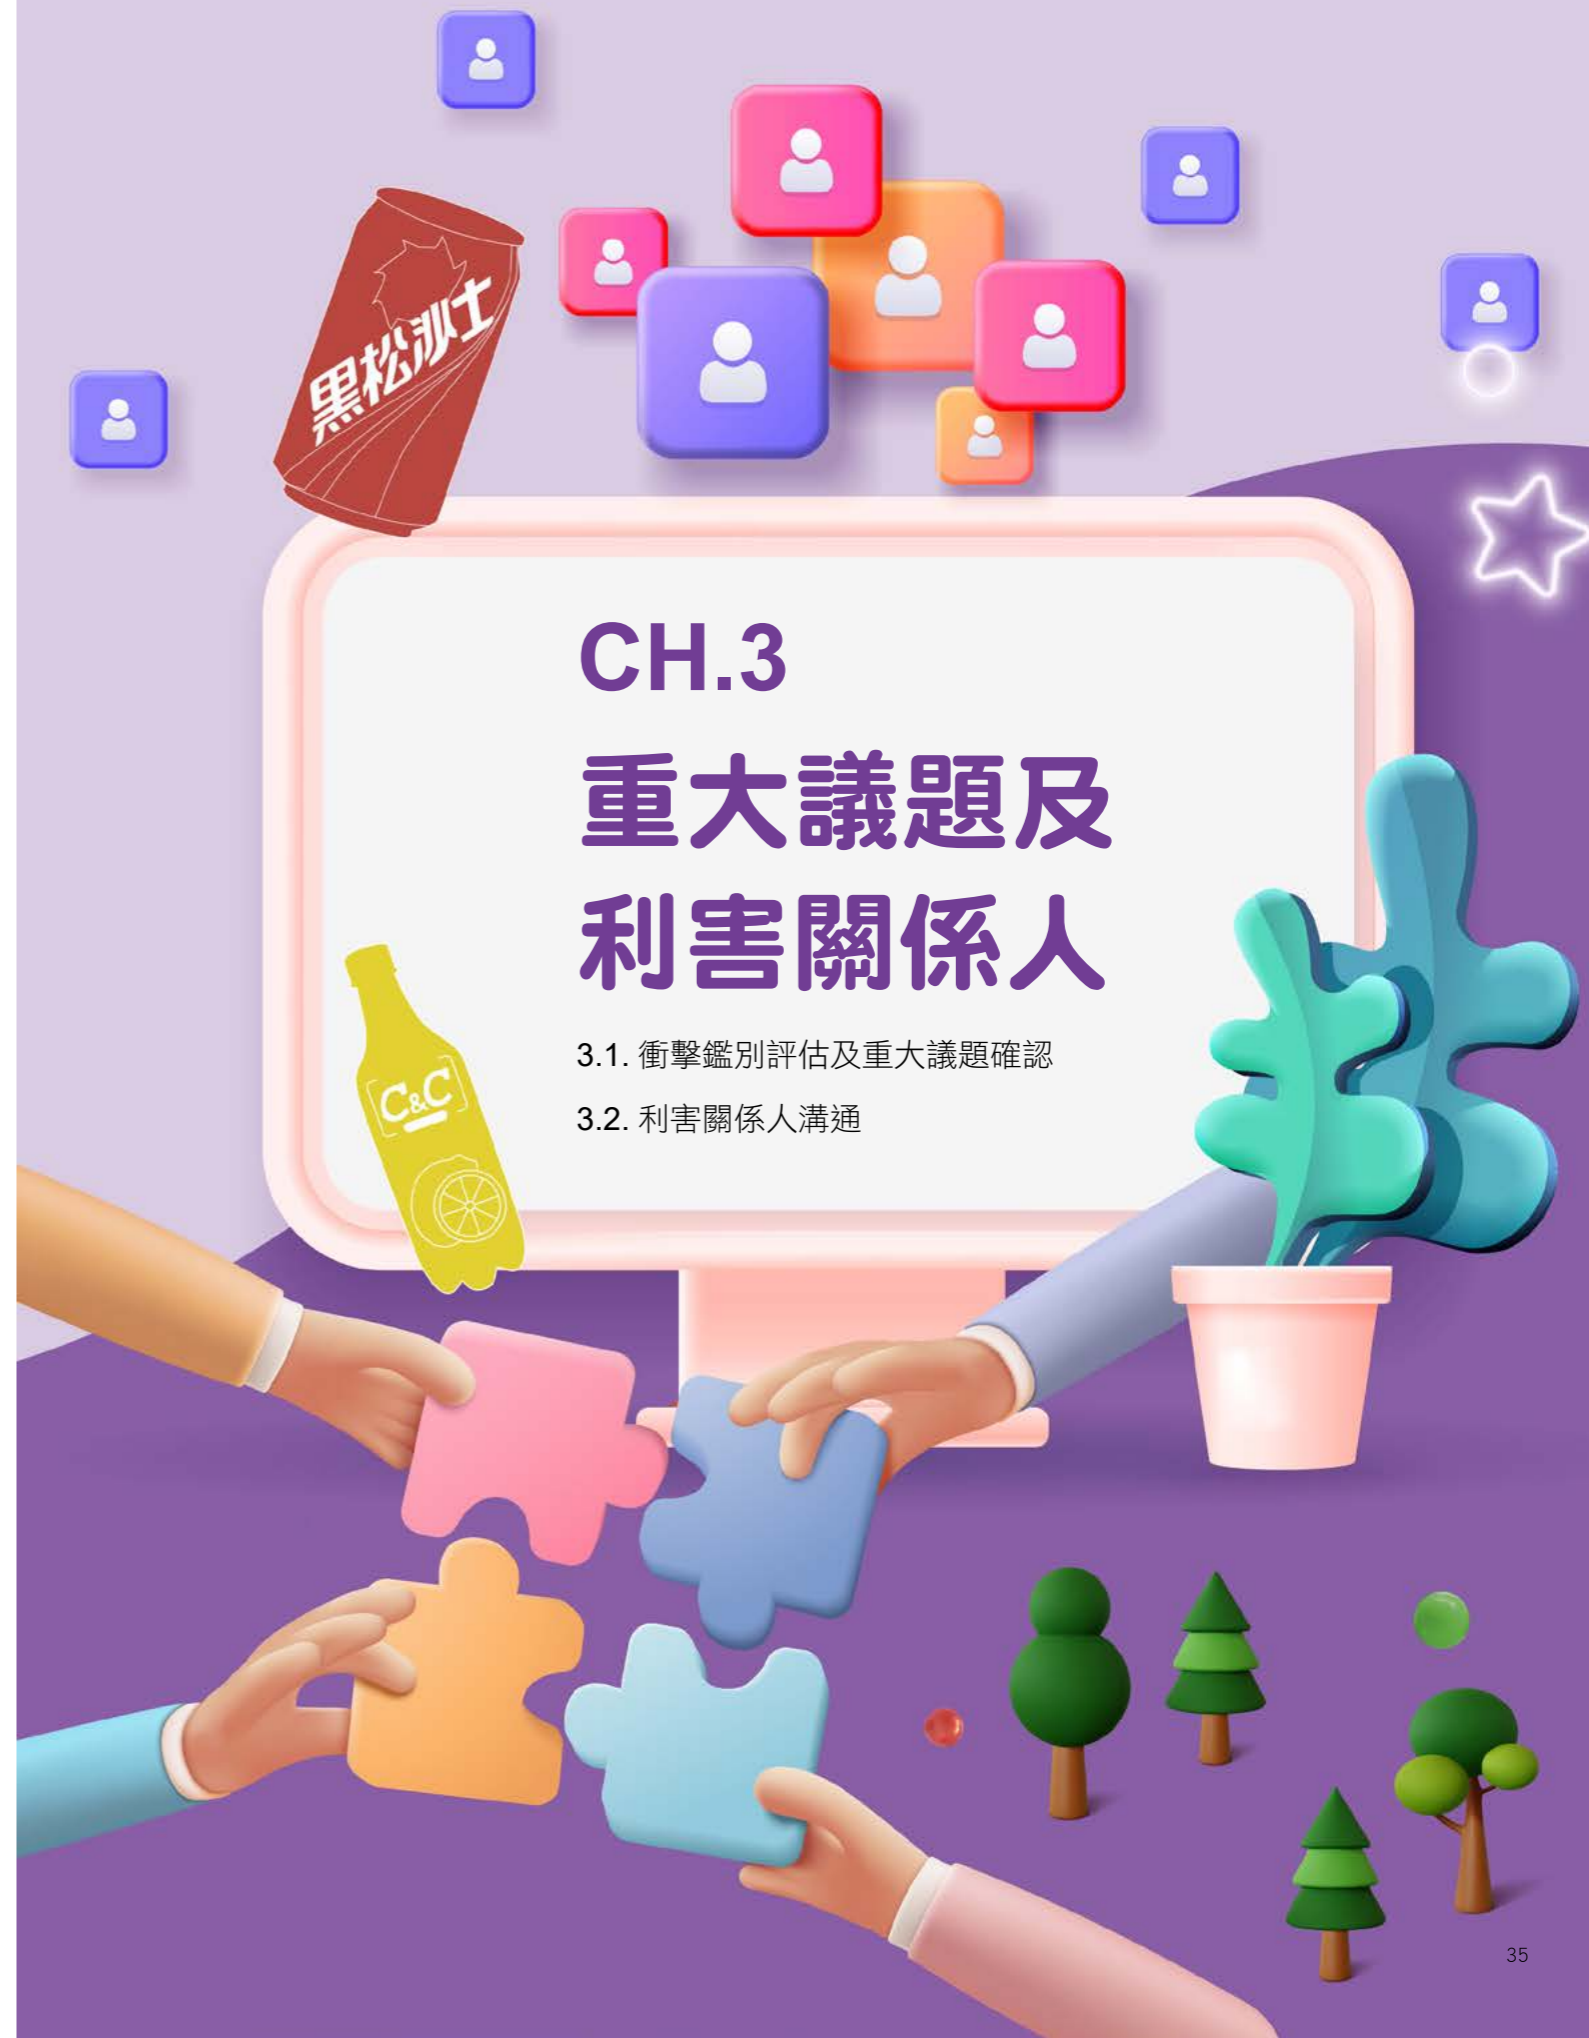 黑松沙士
CH.3
重大議題及
利害關係人
C&C
3.1. 衝擊鑑別評估及重大議題確認
3.2. 利害關係人溝通
35